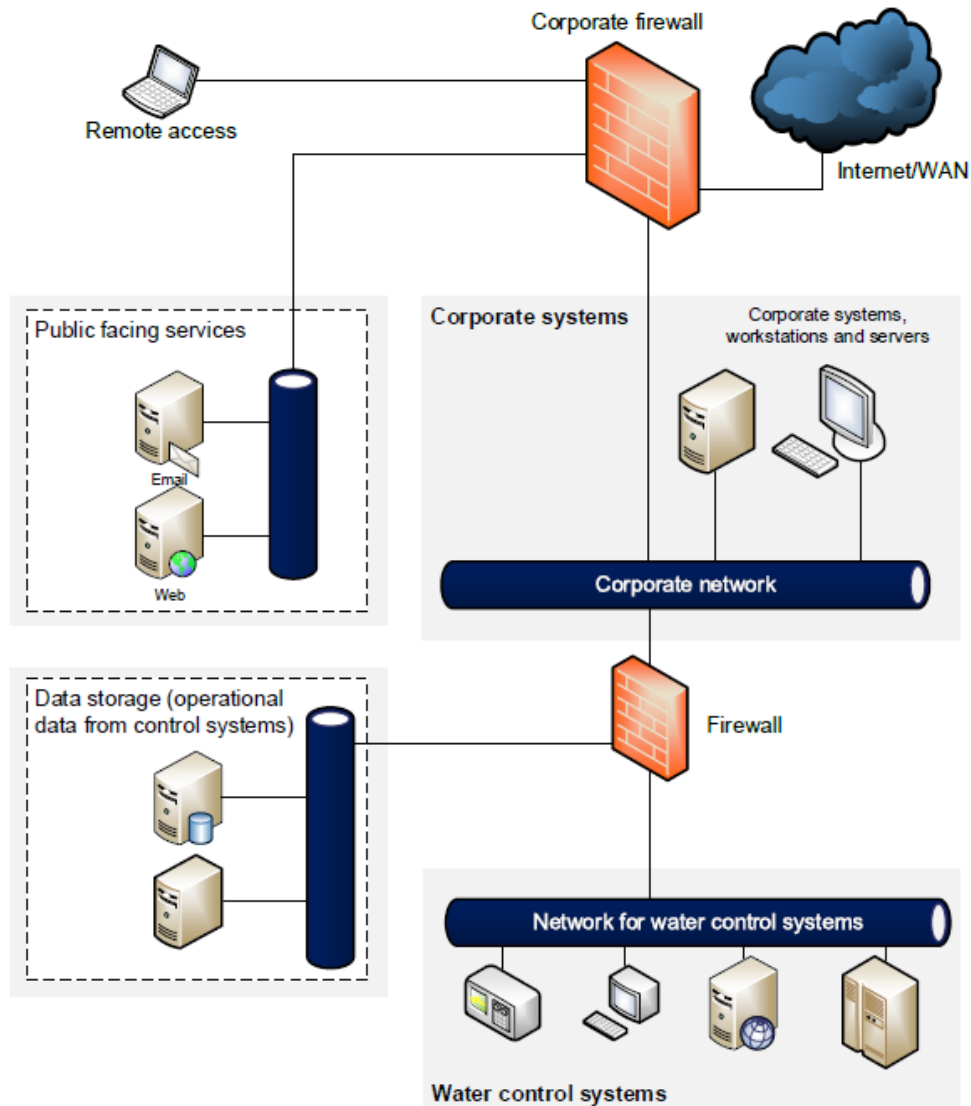 Corporate firewall
Remote access
Internet/WAN
Public facing services
Email
Web
Corporate systems
Corporate systems,
workstations and servers
Corporate network
Data storage (operational
data from control systems)
Firewall
Network for water control systems
Water control systems